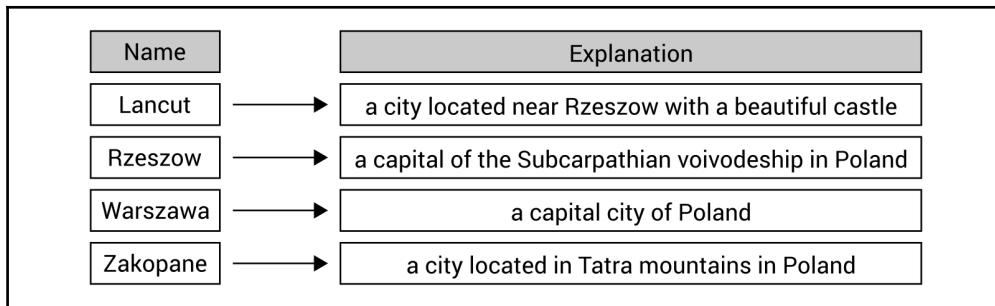 Name Explanation
Lancut a city located near Rzeszow with a beautiful castle
Rzeszow a capital of the Subcarpathian voivodeship in Poland
Warszawa a capital city of Poland
Zakopane a city located in Tatra mountains in Poland